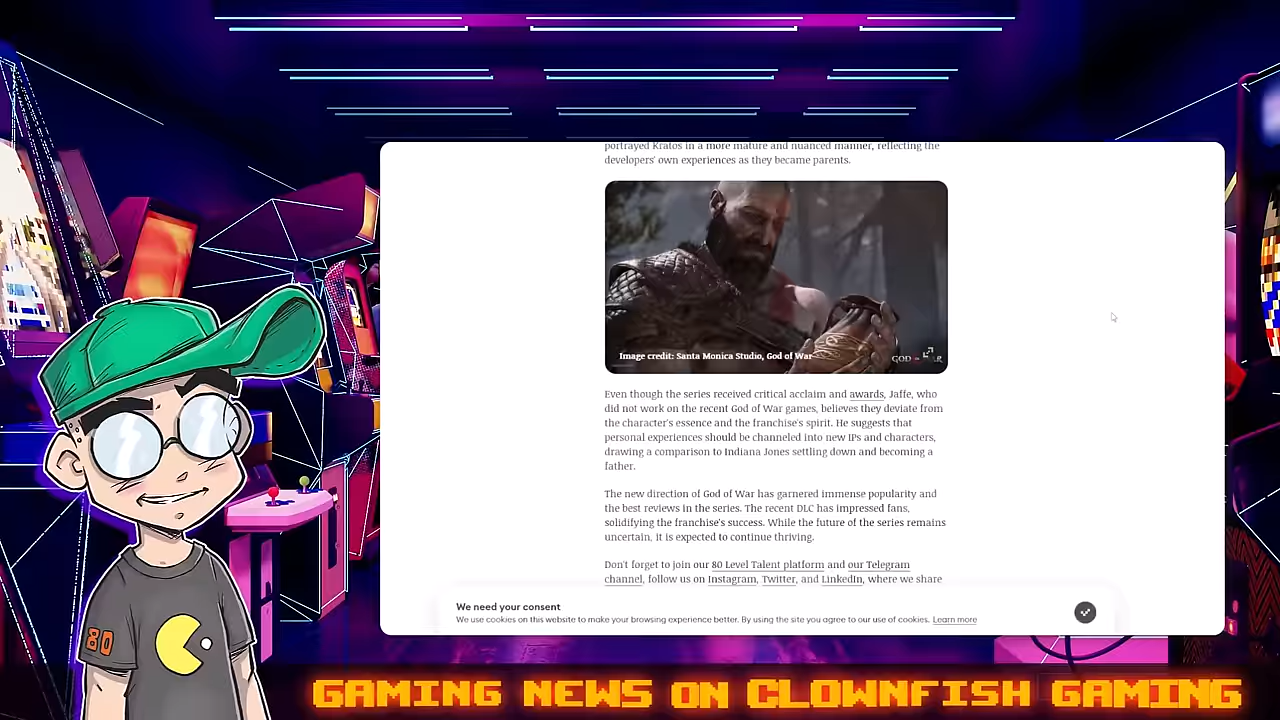 portrayed Kratos in a more mature and nuanced manner, reflecting the
developers' own experiences as they became parents.
Image credit: Santa Monica Studio, God of War
GOD OF WAR
Even though the series received critical acclaim and awards, Jaffe, who
did not work on the recent God of War games, believes they deviate from
the character's essence and the franchise's spirit. He suggests that
personal experiences should be channeled into new IPs and characters,
drawing a comparison to Indiana Jones settling down and becoming a
father.
The new direction of God of War has garnered immense popularity and
the best reviews in the series. The recent DLC has impressed fans,
solidifying the franchise's success. While the future of the series remains
uncertain, it is expected to continue thriving.
Don't forget to join our 80 Level Talent platform and our Telegram
channel, follow us on Instagram, Twitter, and LinkedIn, where we share
We need your consent
We use cookies on this website to make your browsing experience better. By using the site you agree to our use of cookies. Learn more
80
GAMING NEWS ON CLOWNFISH GAMING